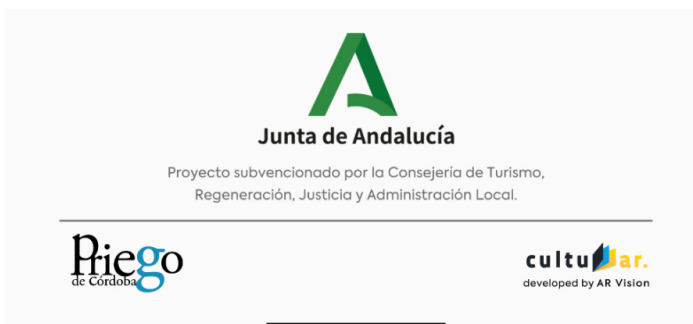 Junta de Andalucía
Proyecto subvencionado por la Consejería de Turismo,
Regeneración, Justicia y Administración Local.
Priego
de Córdoba
cultuar.
developed by AR Vision